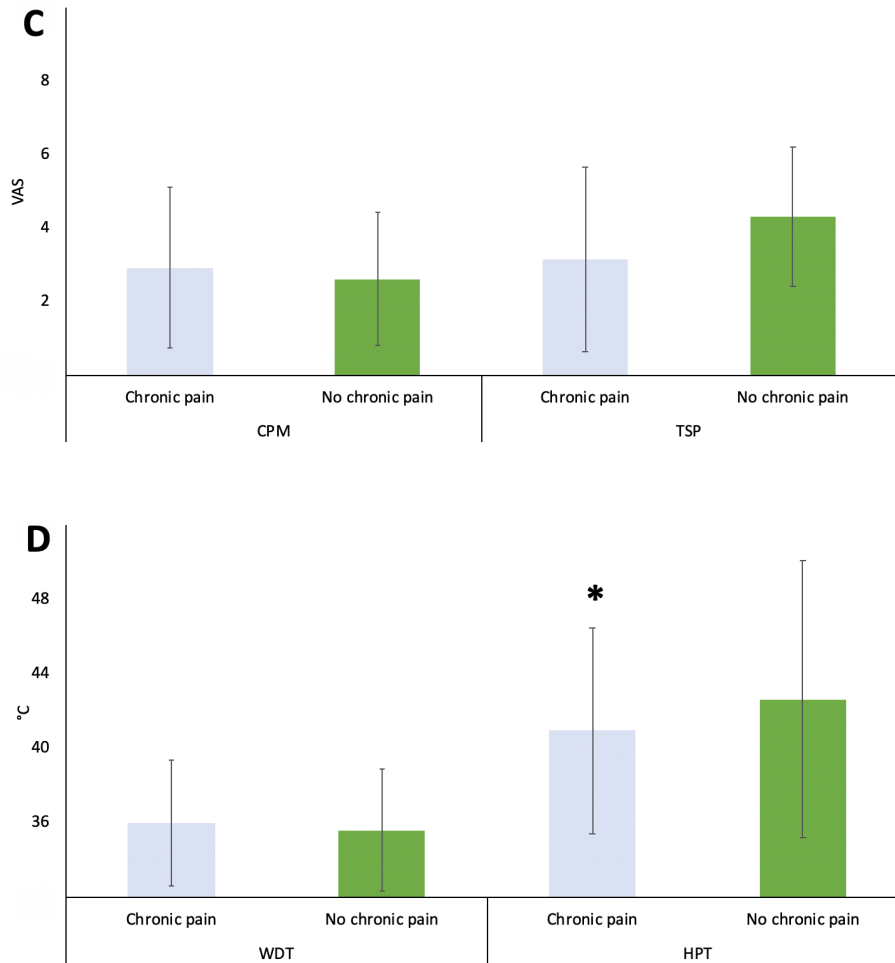 C
8
6
4
2
VAS
Chronic pain No chronic pain Chronic pain No chronic pain
CPM TSP
D
48
44
40
36
°C
*
Chronic pain No chronic pain Chronic pain No chronic pain
WDT HPT